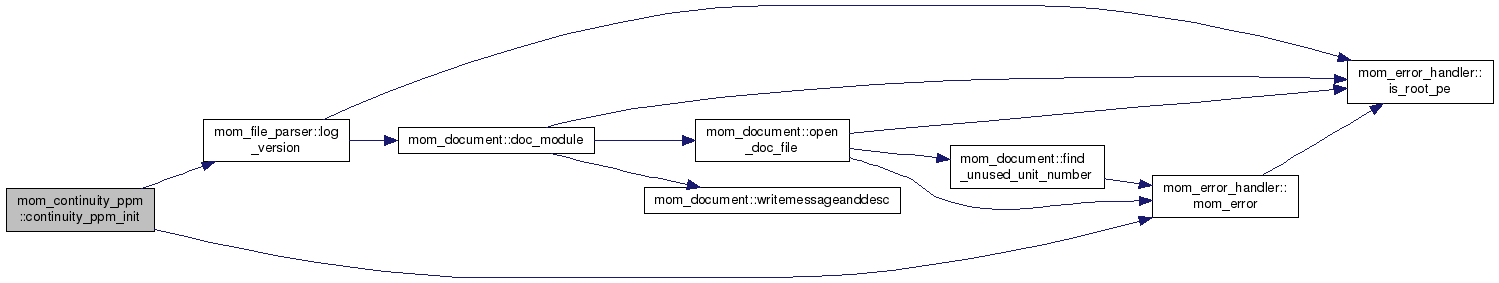 mom_continuity_ppm
::continuity_ppm_init
mom_file_parser::log
_version
mom_document::doc_module
mom_document::open
_doc_file
mom_document::writemessageanddesc
mom_document::find
_unused_unit_number
mom_error_handler::
mom_error
mom_error_handler::
is_root_pe